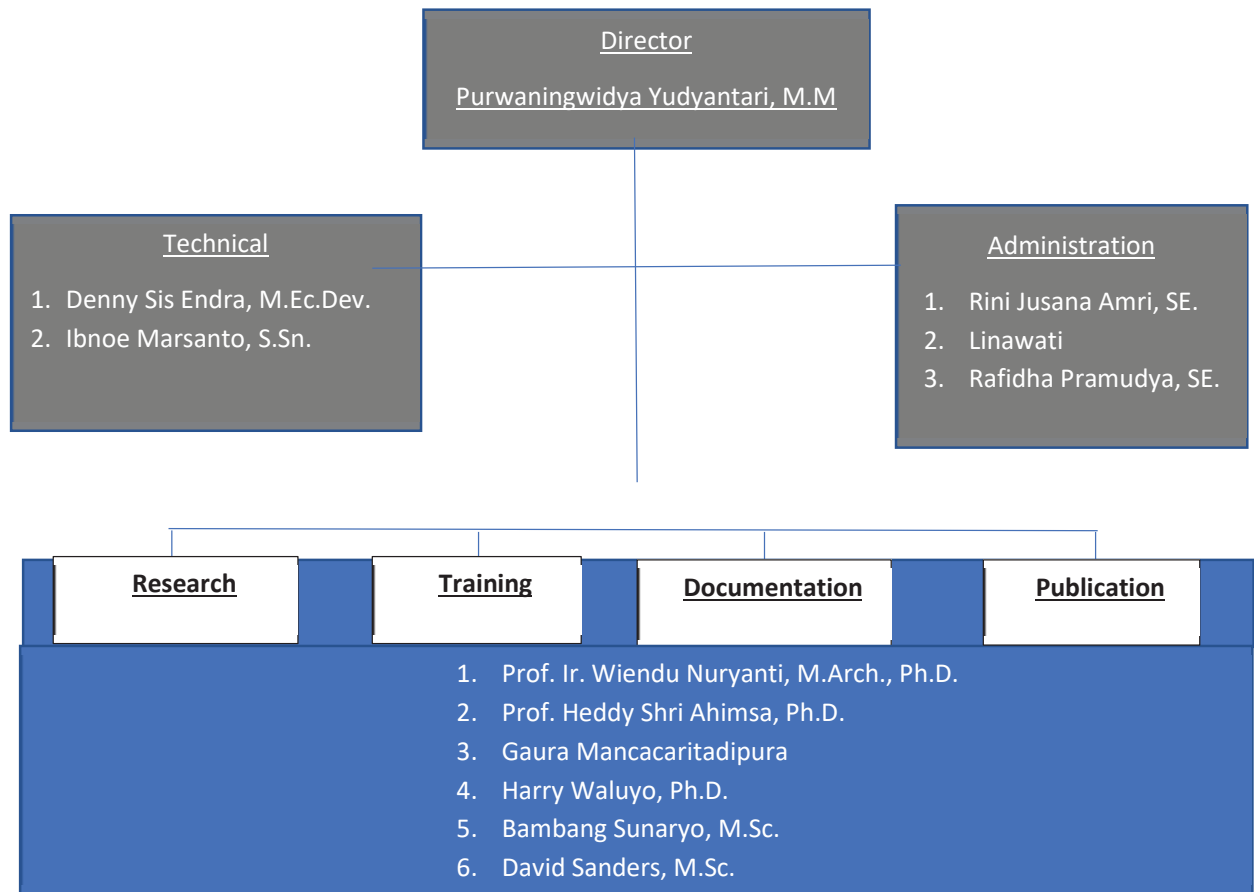 Director
Purwaningwidya Yudyantari, M.M
Technical
1. Denny Sis Endra, M.Ec.Dev.
2. Ibnoe Marsanto, S.Sn.
Administration
1. Rini Jusana Amri, SE.
2. Linawati
3. Rafidha Pramudya, SE.
Research
Training
Documentation
Publication
1. Prof. Ir. Wiendu Nuryanti, M.Arch., Ph.D.
2. Prof. Heddy Shri Ahimsa, Ph.D.
3. Gaura Mancacaritadipura
4. Harry Waluyo, Ph.D.
5. Bambang Sunaryo, M.Sc.
6. David Sanders, M.Sc.